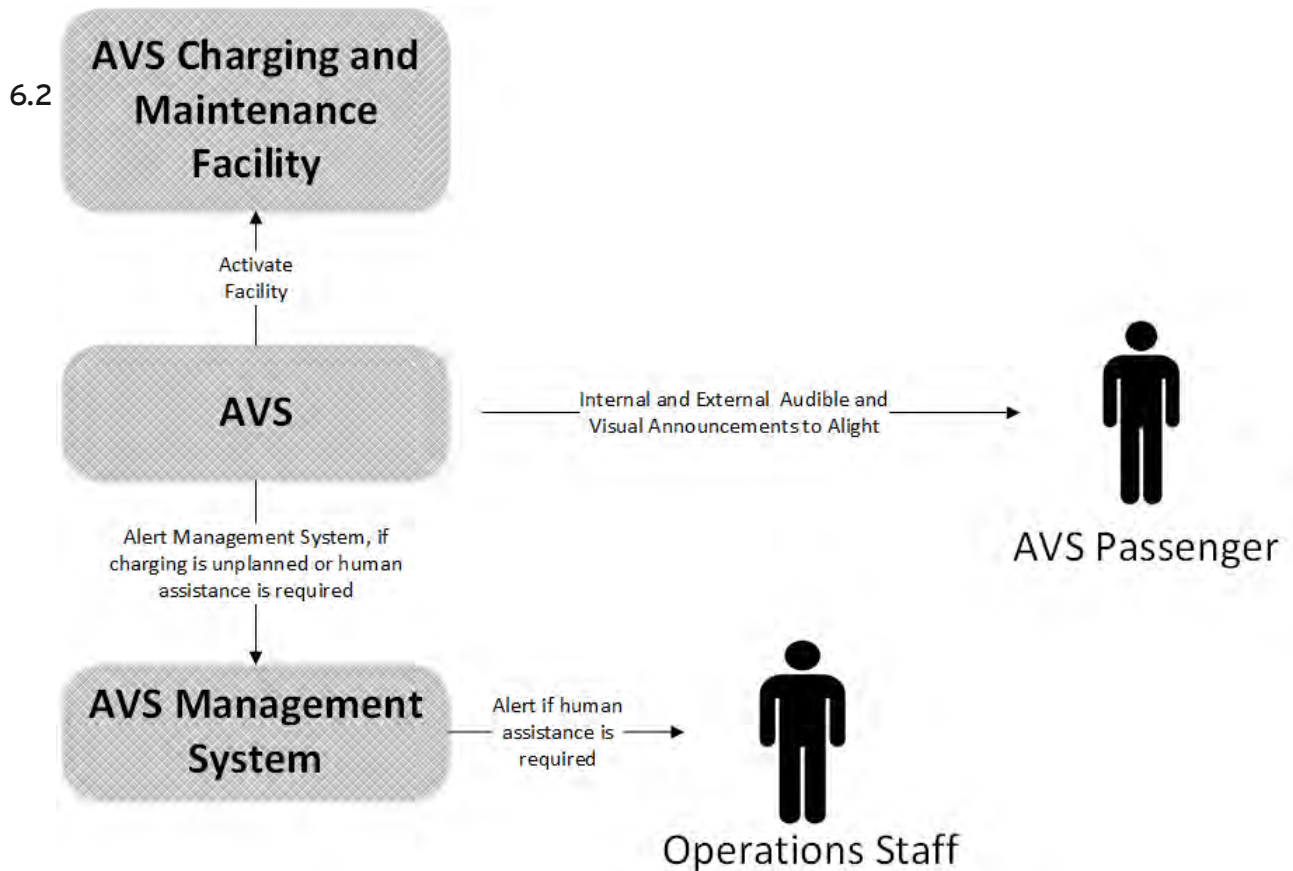 6.2
AVS Charging and
Maintenance
Facility
Activate
Facility
AVS
Internal and External Audible and
Visual Announcements to Alight
AVS Passenger
Alert Management System, if
charging is unplanned or human
assistance is required
AVS Management
System
Alert if human
assistance is
required
Operations Staff